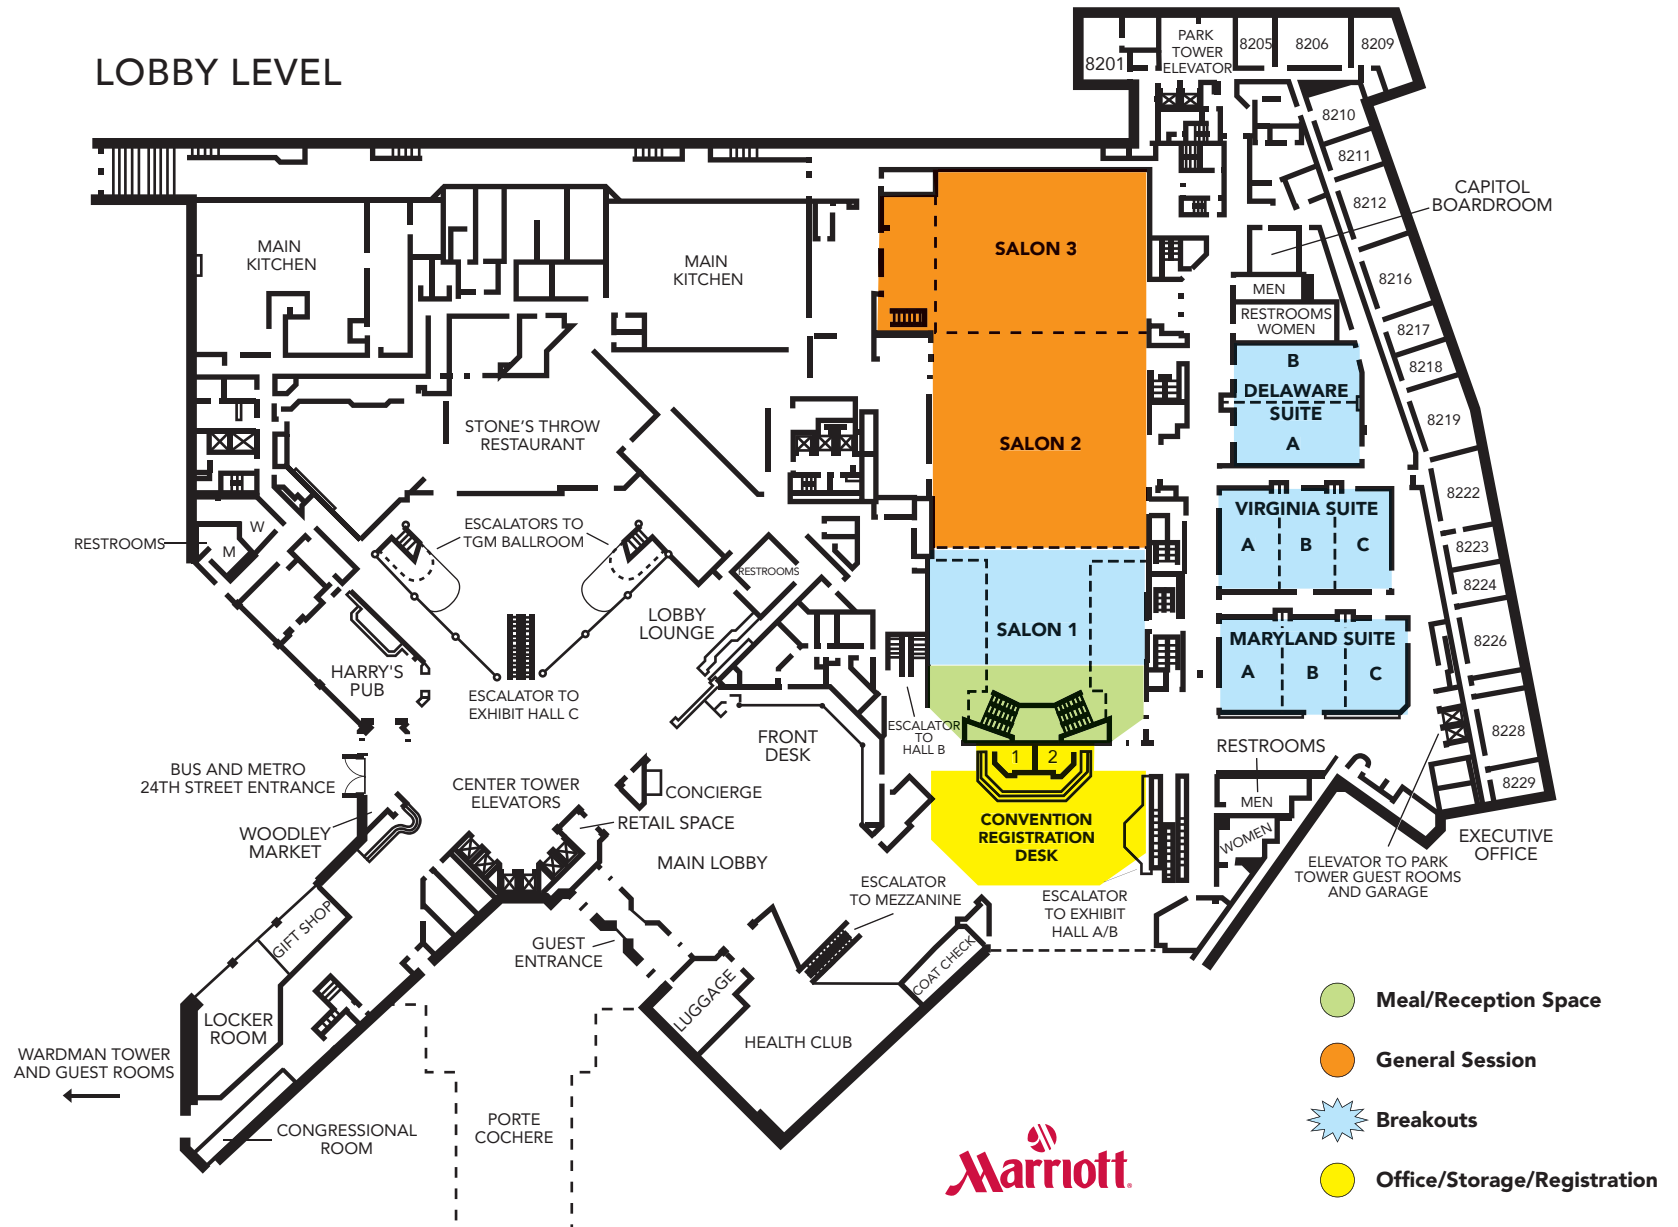 LOBBY LEVEL
PARK
TOWER
ELEVATOR
8201
8205
8206
8209
8210
8211
8212
8216
8217
8218
8219
8222
8223
8224
8226
8228
8229
CAPITOL
BOARDROOM
MEN
RESTROOMS
WOMEN
MAIN
KITCHEN
MAIN
KITCHEN
SALON 3
SALON 2
SALON 1
B
DELAWARE
SUITE
A
VIRGINIA SUITE
A
B
C
MARYLAND SUITE
A
B
C
STONE'S THROW
RESTAURANT
ESCALATORS TO
TGM BALLROOM
RESTROOMS
W
M
RESTROOMS
LOBBY
LOUNGE
HARRY'S
PUB
ESCALATOR TO
EXHIBIT HALL C
FRONT
DESK
ESCALATOR
TO
HALL B
1
2
CONVENTION
REGISTRATION
DESK
RESTROOMS
MEN
WOMEN
BUS AND METRO
24TH STREET ENTRANCE
CENTER TOWER
ELEVATORS
CONCIERGE
RETAIL SPACE
WOODLEY
MARKET
MAIN LOBBY
ESCALATOR
TO MEZZANINE
ESCALATOR
TO EXHIBIT
HALL A/B
ELEVATOR TO PARK
TOWER GUEST ROOMS
AND GARAGE
EXECUTIVE
OFFICE
GIFT SHOP
GUEST
ENTRANCE
LUGGAGE
COAT CHECK
LOCKER
ROOM
HEALTH CLUB
WARDMAN TOWER
AND GUEST ROOMS
CONGRESSIONAL
ROOM
PORTE
COCHERE
Marriott
Meal/Reception Space
General Session
Breakouts
Office/Storage/Registration